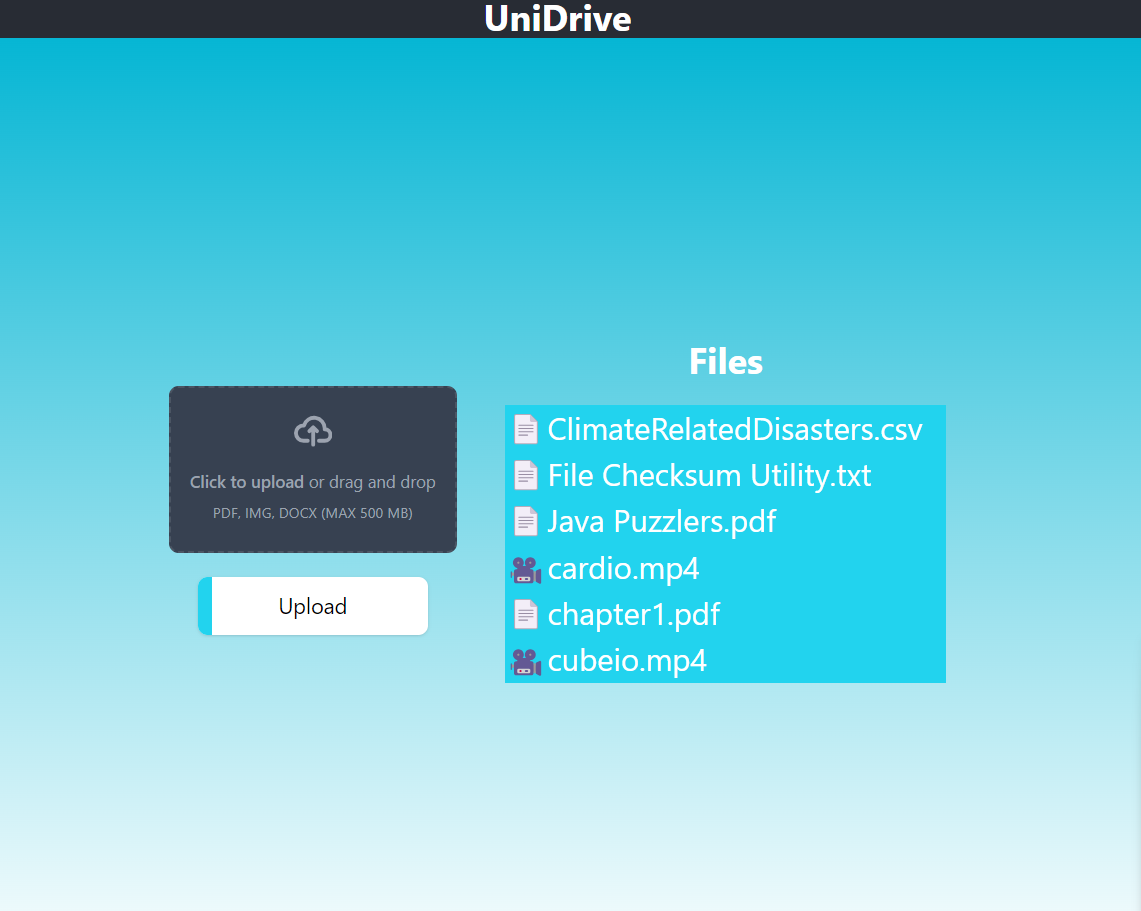 UniDrive
Click to upload or drag and drop
PDF, IMG, DOCX (MAX 500 MB)
Upload
Files
ClimateRelatedDisasters.csv
File Checksum Utility.txt
Java Puzzlers.pdf
cardio.mp4
chapter1.pdf
cubeio.mp4